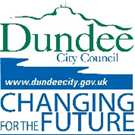 Dundee
City Council
www.dundeecity.gov.uk
CHANGING
FOR THE FUTURE